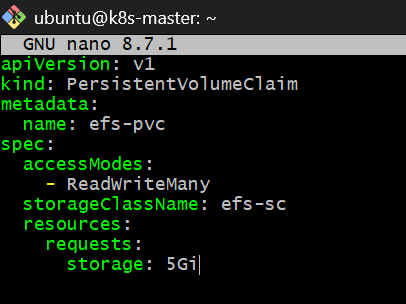 ubuntu@k8s-master: ~
GNU nano 8.7.1
apiVersion: v1
kind: PersistentVolumeClaim
metadata:
  name: efs-pvc
spec:
  accessModes:
    - ReadWriteMany
  storageClassName: efs-sc
  resources:
    requests:
      storage: 5Gi